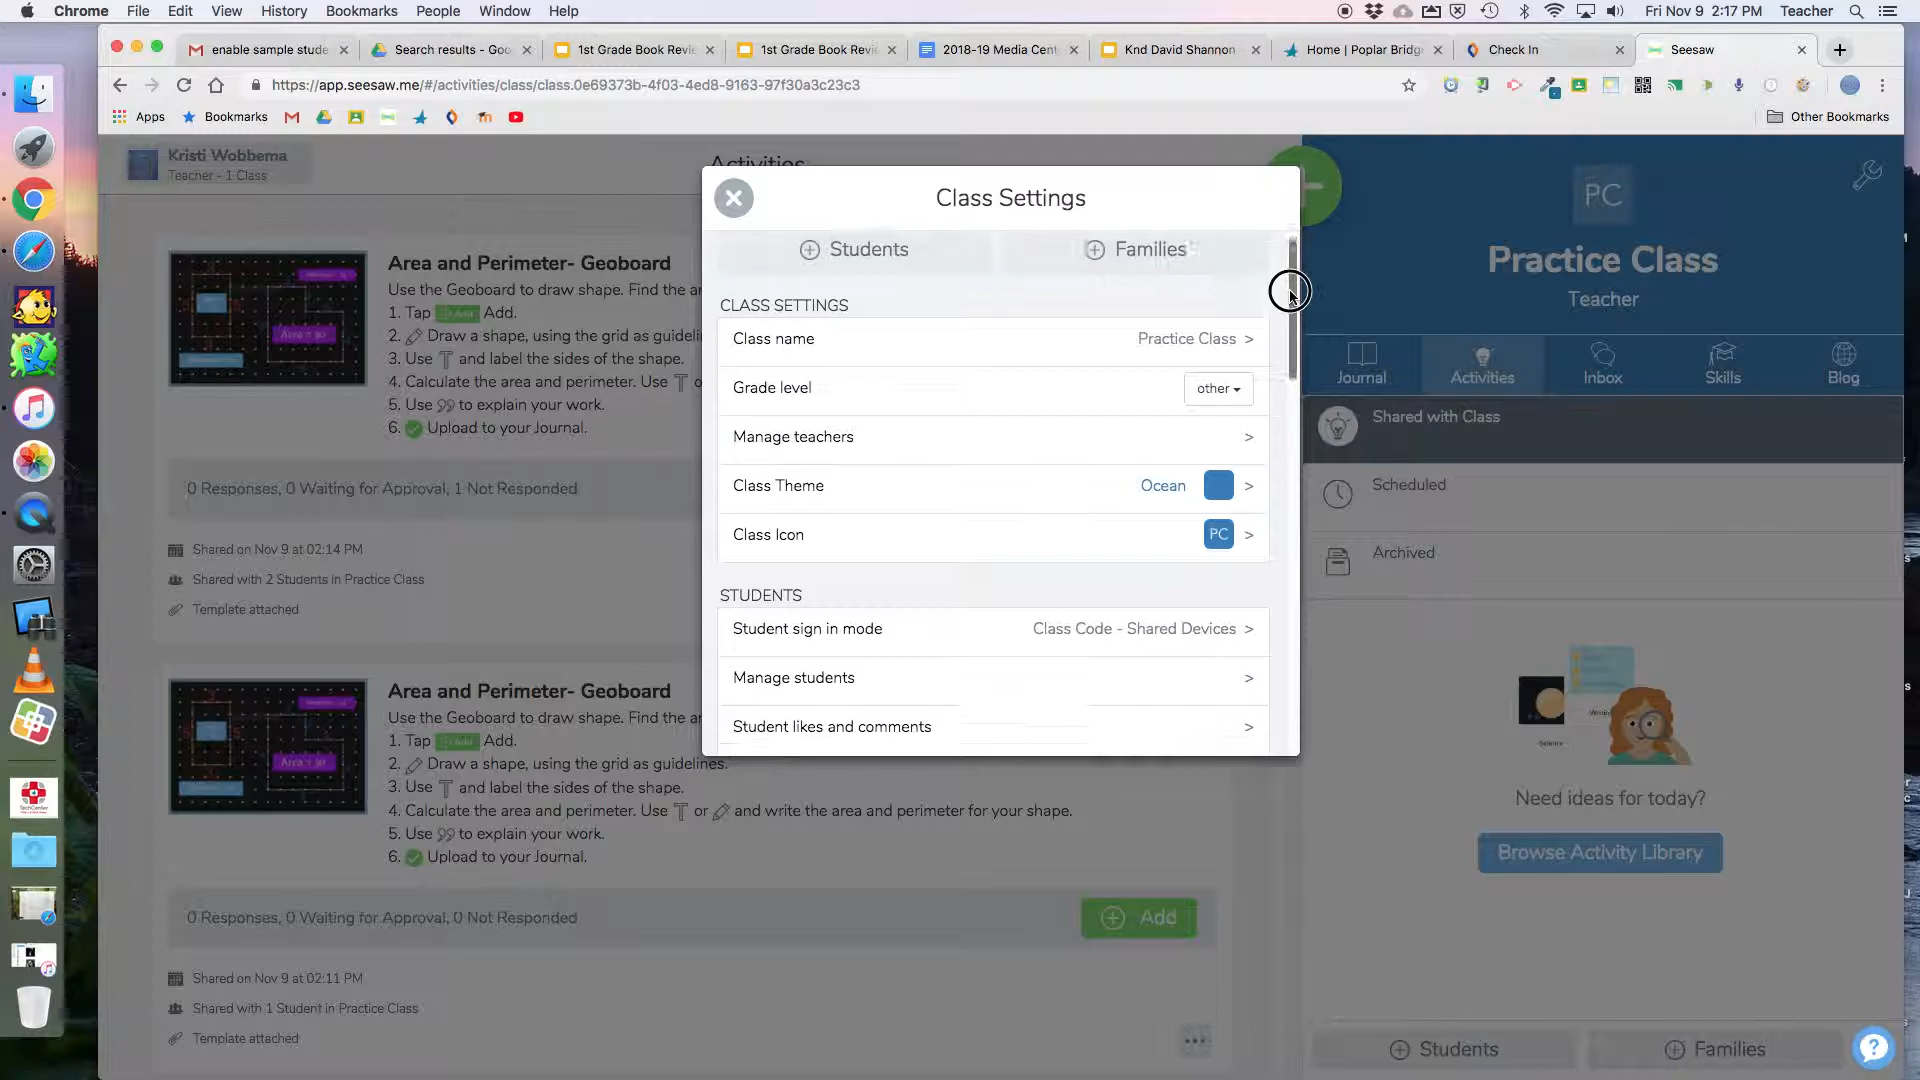 Chrome File Edit View History Bookmarks People Window Help
Fri Nov 9 2:17 PM Teacher
enable sample stude
Search results - Goo
1st Grade Book Revi
1st Grade Book Revi
2018-19 Media Cent
Knd David Shannon
Home | Poplar Bridg
Check In
Seesaw
https://app.seesaw.me/#/activities/class/class.0e69373b-4f03-4ed8-9163-97f30a3c23c3
Apps
Bookmarks
Other Bookmarks
Kristi Wobbema
Teacher - 1 Class
Activities
Area and Perimeter- Geoboard
Use the Geoboard to draw shape. Find the ar
1. Tap Add.
2. Draw a shape, using the grid as guideli
3. Use and label the sides of the shape.
4. Calculate the area and perimeter. Use T o
5. Use to explain your work.
6. Upload to your Journal.
0 Responses, 0 Waiting for Approval, 1 Not Responded
Shared on Nov 9 at 02:14 PM
Shared with 2 Students in Practice Class
Template attached
Area and Perimeter- Geoboard
Use the Geoboard to draw shape. Find the ar
1. Tap Add.
2. Draw a shape, using the grid as guidelines.
3. Use and label the sides of the shape.
4. Calculate the area and perimeter. Use T or and write the area and perimeter for your shape.
5. Use to explain your work.
6. Upload to your Journal.
0 Responses, 0 Waiting for Approval, 0 Not Responded
Add
Shared on Nov 9 at 02:11 PM
Shared with 1 Student in Practice Class
Template attached
Class Settings
Students
Families
CLASS SETTINGS
Class name Practice Class >
Grade level other
Manage teachers >
Class Theme Ocean >
Class Icon PC >
STUDENTS
Student sign in mode Class Code - Shared Devices >
Manage students >
Student likes and comments >
PC
Practice Class
Teacher
Journal
Activities
Inbox
Skills
Blog
Shared with Class
Scheduled
Archived
Need ideas for today?
Browse Activity Library
Students
Families
?